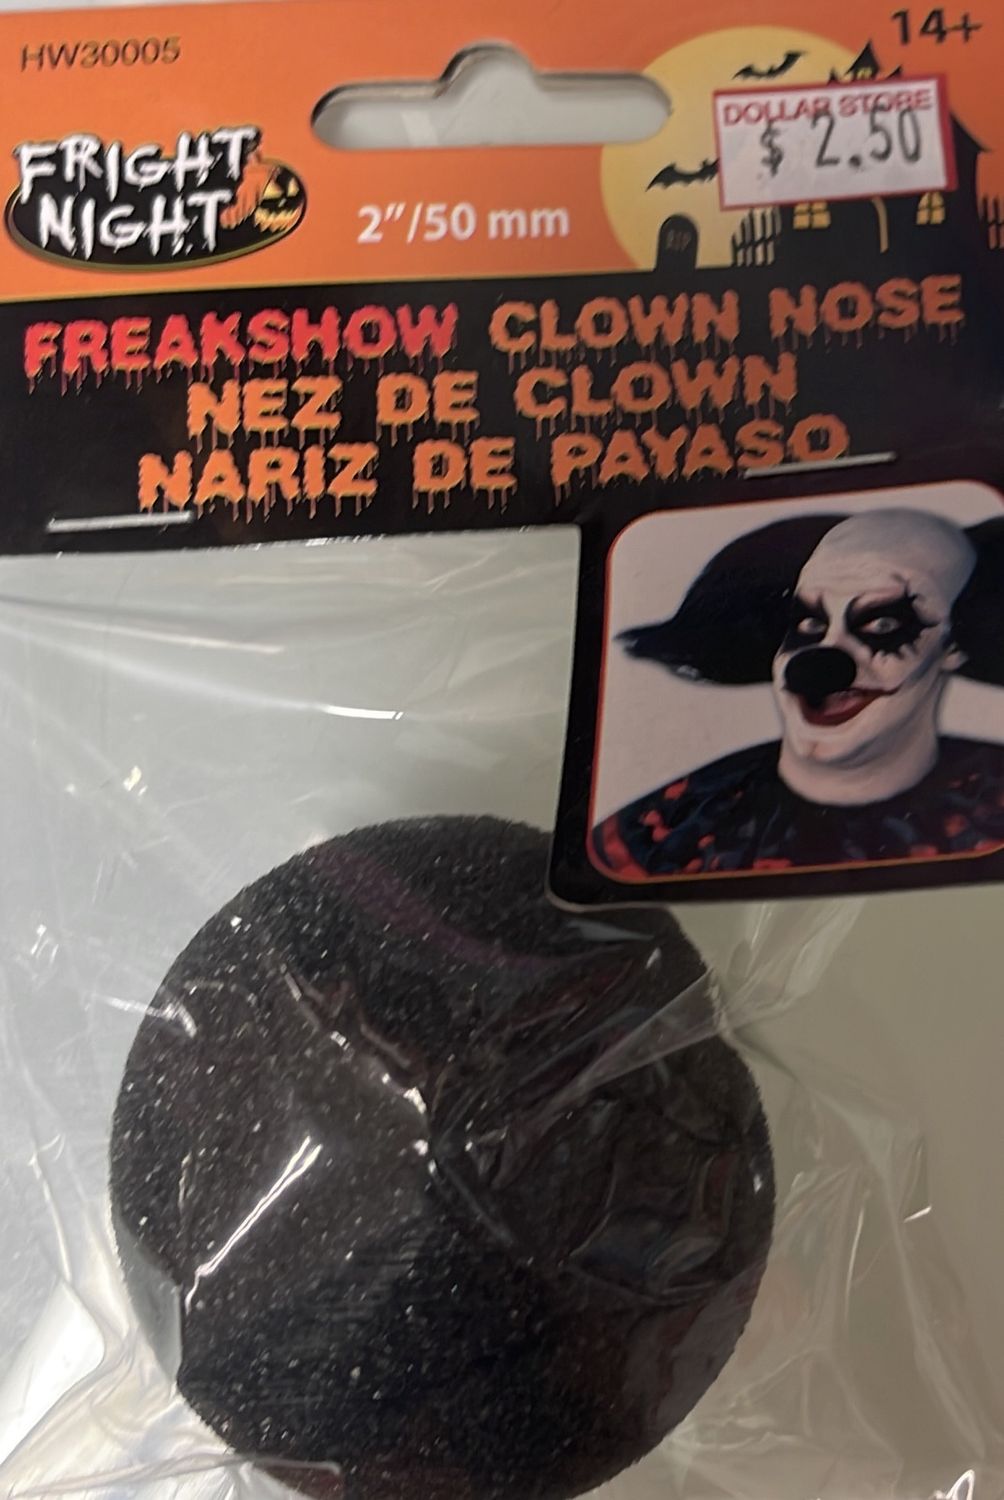 HW30005
14+
DOLLAR STORE
$ 2.50
FRIGHT
NIGHT
2"/50 mm
RIP
FREAKSHOW CLOWN NOSE
NEZ DE CLOWN
NARIZ DE PAYASO